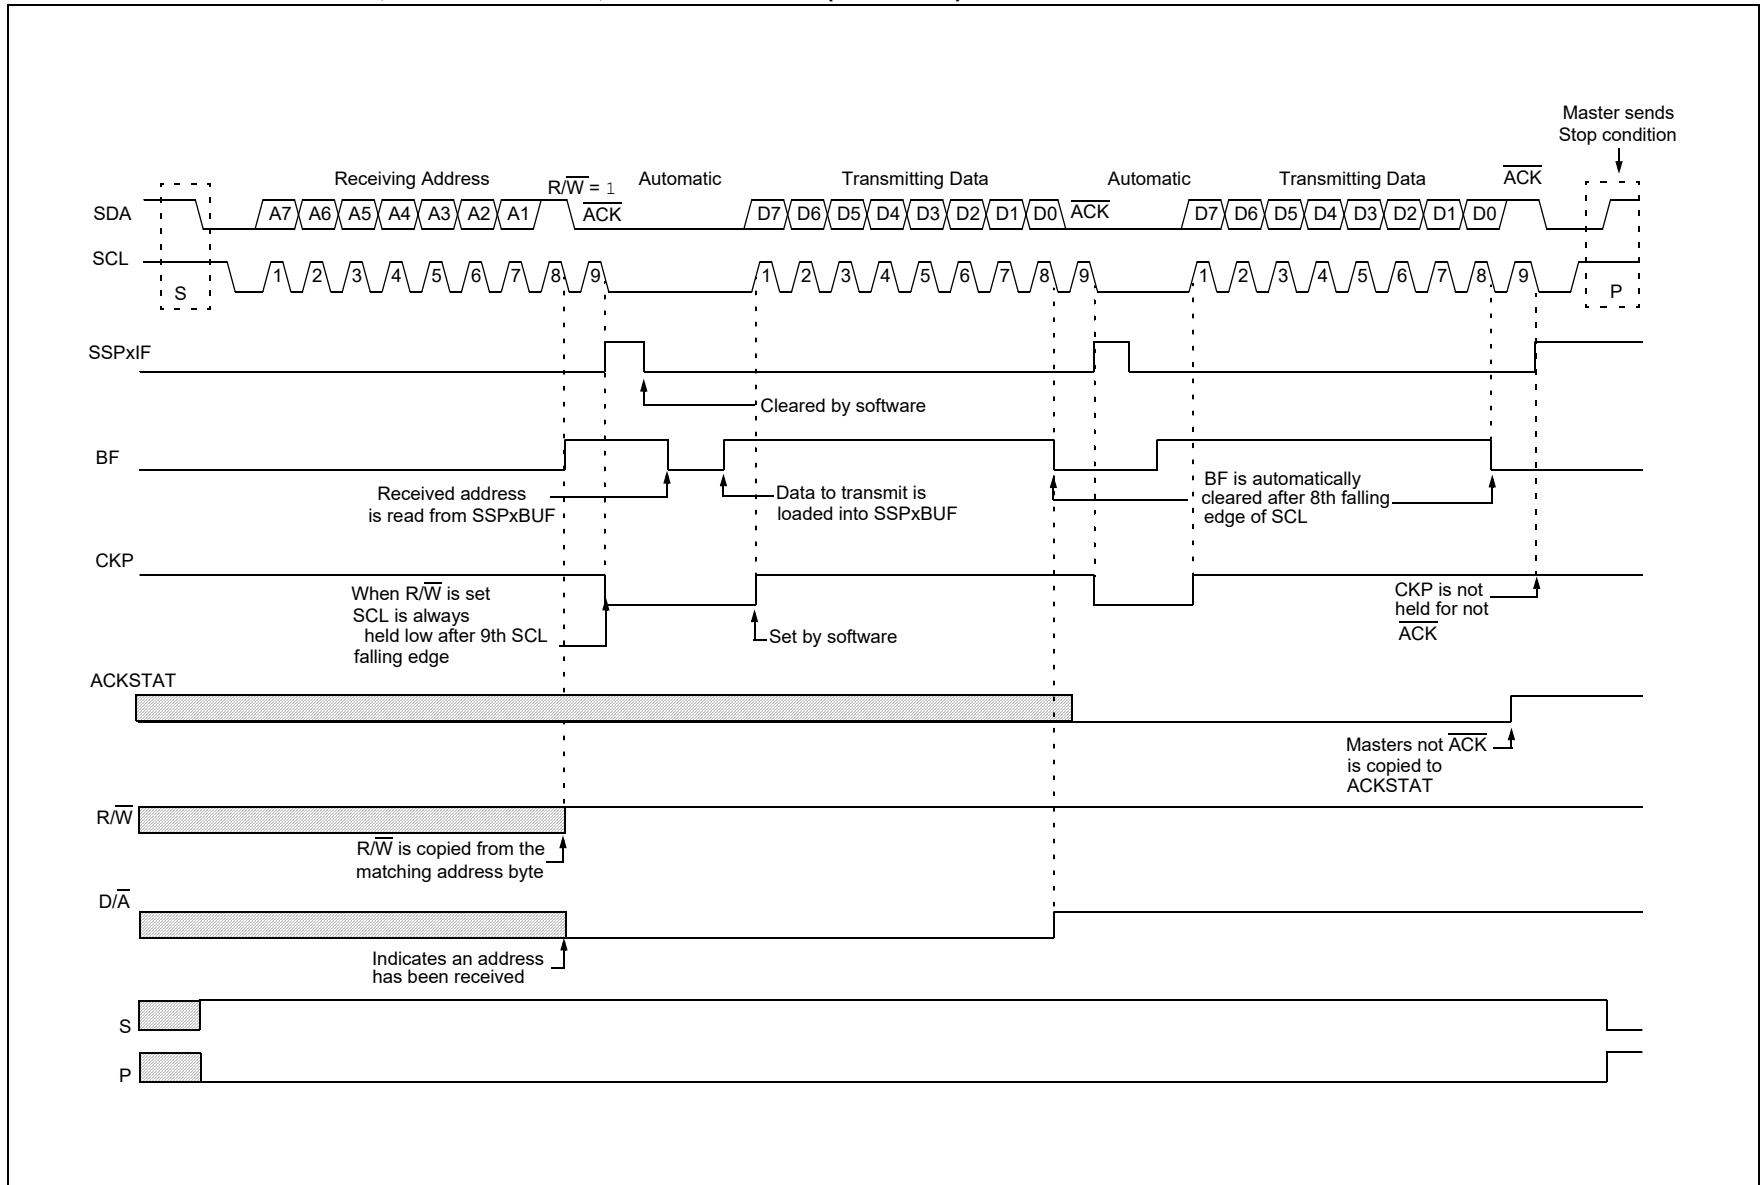 Master sends
Stop condition
Receiving Address
R/W = 1
Automatic
Transmitting Data
Automatic
Transmitting Data
ACK
SDA
A7 A6 A5 A4 A3 A2 A1
ACK
D7 D6 D5 D4 D3 D2 D1 D0
ACK
D7 D6 D5 D4 D3 D2 D1 D0
SCL
1 2 3 4 5 6 7 8 9
1 2 3 4 5 6 7 8 9
1 2 3 4 5 6 7 8 9
S
P
SSPxIF
Cleared by software
BF
Received address
is read from SSPxBUF
Data to transmit is
loaded into SSPxBUF
BF is automatically
cleared after 8th falling
edge of SCL
CKP
When R/W is set
SCL is always
held low after 9th SCL
falling edge
Set by software
CKP is not
held for not
ACK
ACKSTAT
Masters not ACK
is copied to
ACKSTAT
R/W
R/W is copied from the
matching address byte
D/A
Indicates an address
has been received
S
P